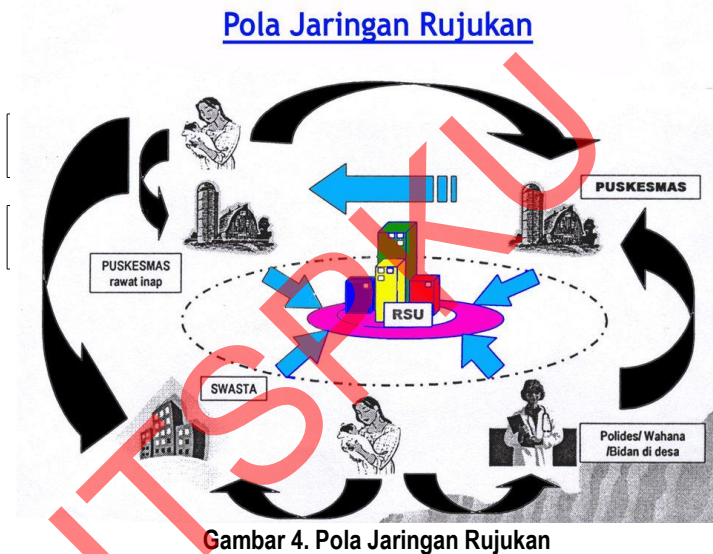 Pola Jaringan Rujukan
PUSKESMAS
PUSKESMAS
rawat inap
RSU
SWASTA
Polides/ Wahana
/Bidan di desa
ITSPKU
Gambar 4. Pola Jaringan Rujukan